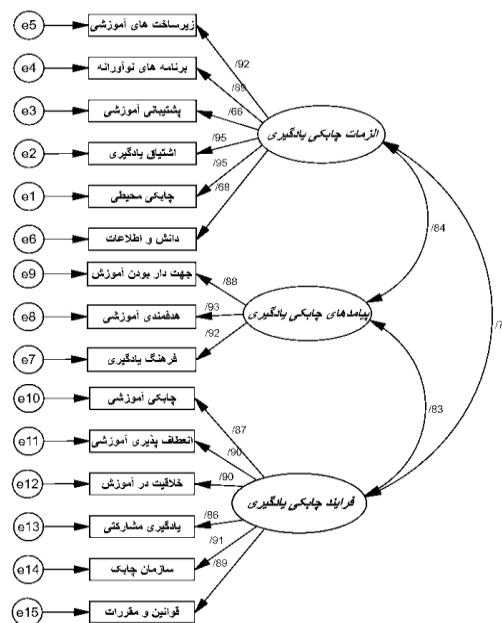 e5 زیرساخت های آموزشی
/92
e4 برنامه های نوآورانه
/89
e3 پشتیبانی آموزشی
/66
الزمات چابکی یادگیری
e2 اشتیاق یادگیری
/95
e1 چابکی محیطی
/95
e6 دانش و اطلاعات
/68
/84
e9 جهت دار بودن آموزش
/88
e8 هدفمندی آموزشی
/93
پیامدهای چابکی یادگیری
e7 فرهنگ یادگیری
/92
/83
e10 چابکی آموزشی
/87
e11 انعطاف پذیری آموزشی
/90
e12 خلاقیت در آموزش
/90
فرایند چابکی یادگیری
e13 یادگیری مشارکتی
/86
e14 سازمان چابک
/91
e15 قوانین و مقررات
/89